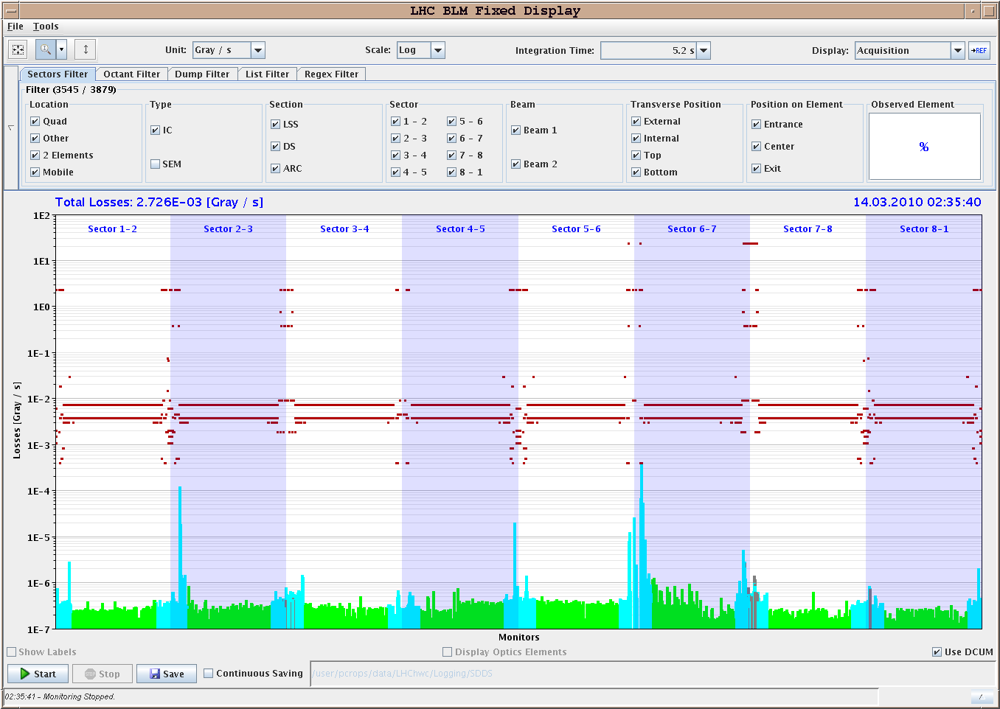 LHC BLM Fixed Display
File Tools
Unit: Gray / s Scale: Log Integration Time: 5.2 s Display: Acquisition →REF
Sectors Filter Octant Filter Dump Filter List Filter Regex Filter
Filter (3545 / 3879)
Location Type Section Sector Beam Transverse Position Position on Element Observed Element
Quad IC LSS 1 - 2 5 - 6 Beam 1 External Entrance
Other DS 2 - 3 6 - 7 Internal Center %
2 Elements SEM ARC 3 - 4 7 - 8 Beam 2 Top Exit
Mobile 4 - 5 8 - 1 Bottom
Total Losses: 2.726E-03 [Gray / s] 14.03.2010 02:35:40
Sector 1-2 Sector 2-3 Sector 3-4 Sector 4-5 Sector 5-6 Sector 6-7 Sector 7-8 Sector 8-1
1E2
1E1
1E0
1E-1
1E-2
1E-3
1E-4
1E-5
1E-6
1E-7
Losses [Gray / s]
Monitors
Show Labels Display Optics Elements Use DCUM
Start STOP Stop Save Continuous Saving /user/pcrops/data/LHChwc/Logging/SDDS
02:35:41 - Monitoring Stopped.